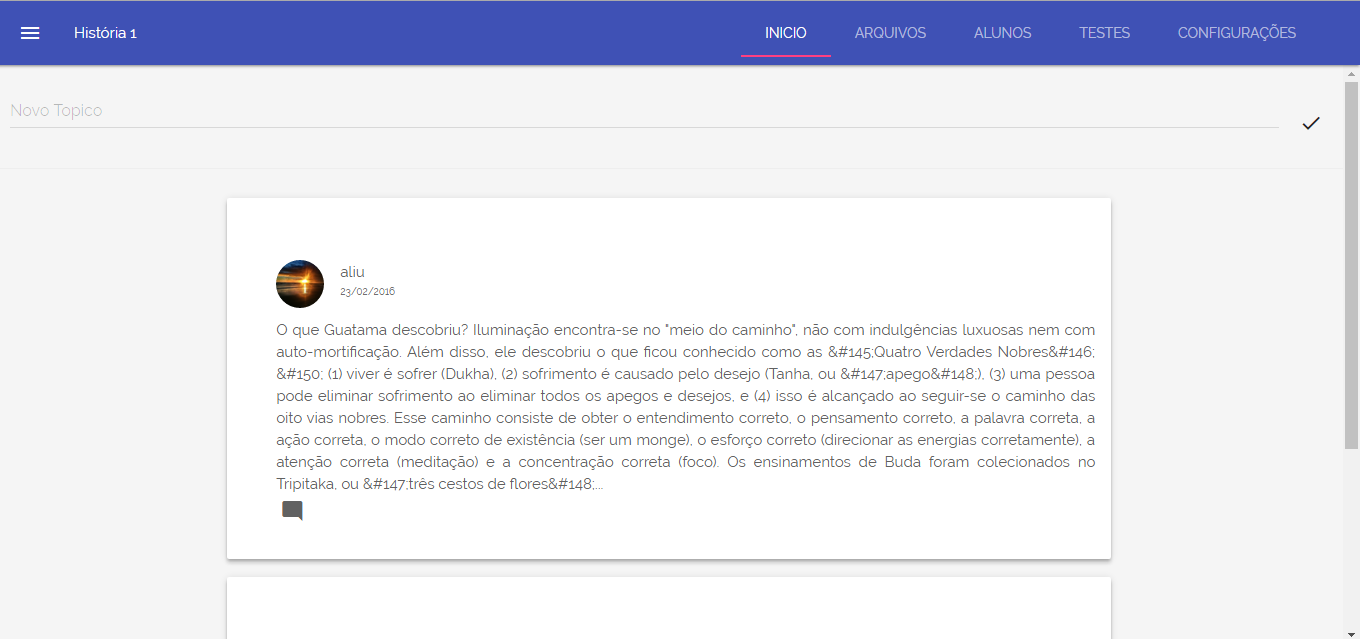 História 1
INICIO
ARQUIVOS
ALUNOS
TESTES
CONFIGURAÇÕES
Novo Topico
aliu
23/02/2016
O que Guatama descobriu? Iluminação encontra-se no "meio do caminho", não com indulgências luxuosas nem com
auto-mortificação. Além disso, ele descobriu o que ficou conhecido como as &#145;Quatro Verdades Nobres&#146;
&#150; (1) viver é sofrer (Dukha), (2) sofrimento é causado pelo desejo (Tanha, ou &#147;apego&#148;), (3) uma pessoa
pode eliminar sofrimento ao eliminar todos os apegos e desejos, e (4) isso é alcançado ao seguir-se o caminho das
oito vias nobres. Esse caminho consiste de obter o entendimento correto, o pensamento correto, a palavra correta, a
ação correta, o modo correto de existência (ser um monge), o esforço correto (direcionar as energias corretamente), a
atenção correta (meditação) e a concentração correta (foco). Os ensinamentos de Buda foram colecionados no
Tripitaka, ou &#147;três cestos de flores&#148;...